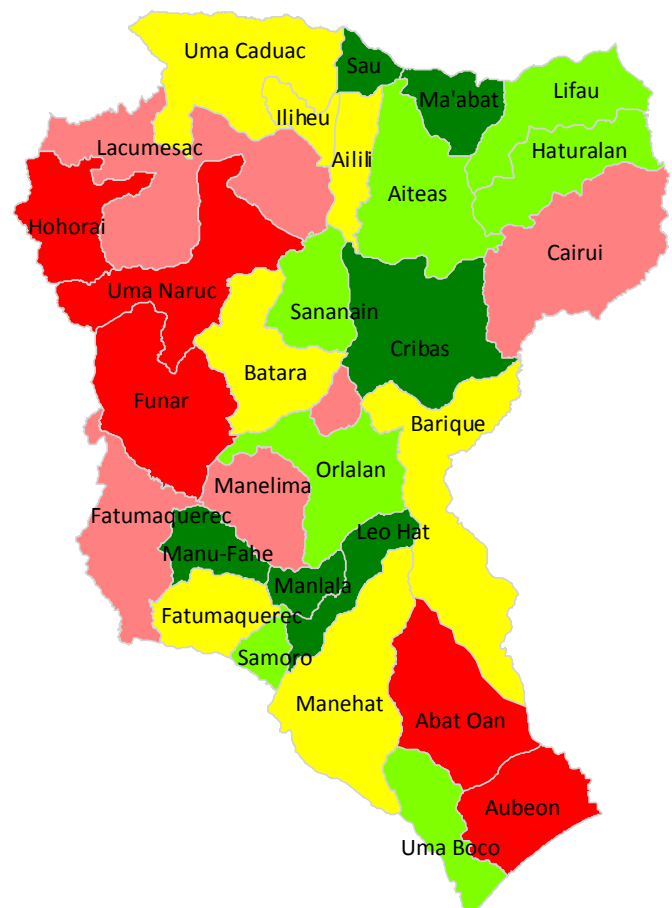 Uma Caduac
Sau
Ma'abat
Lifau
Iliheu
Lacumesac
Ailili
Haturalan
Aiteas
Hohorai
Cairui
Uma Naruc
Sananain
Cribas
Batara
Funar
Barique
Orlalan
Manelima
Fatumaquerec
Leo Hat
Manu-Fahe
Manlala
Fatumaquerec
Samoro
Manehat
Abat Oan
Aubeon
Uma Boco